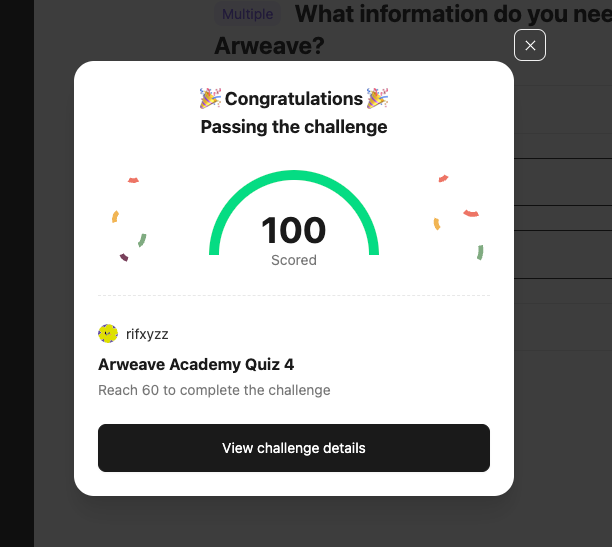 Multiple What information do you nee
Arweave?
🎉 Congratulations 🎉
Passing the challenge
100
Scored
rifxyzz
Arweave Academy Quiz 4
Reach 60 to complete the challenge
View challenge details